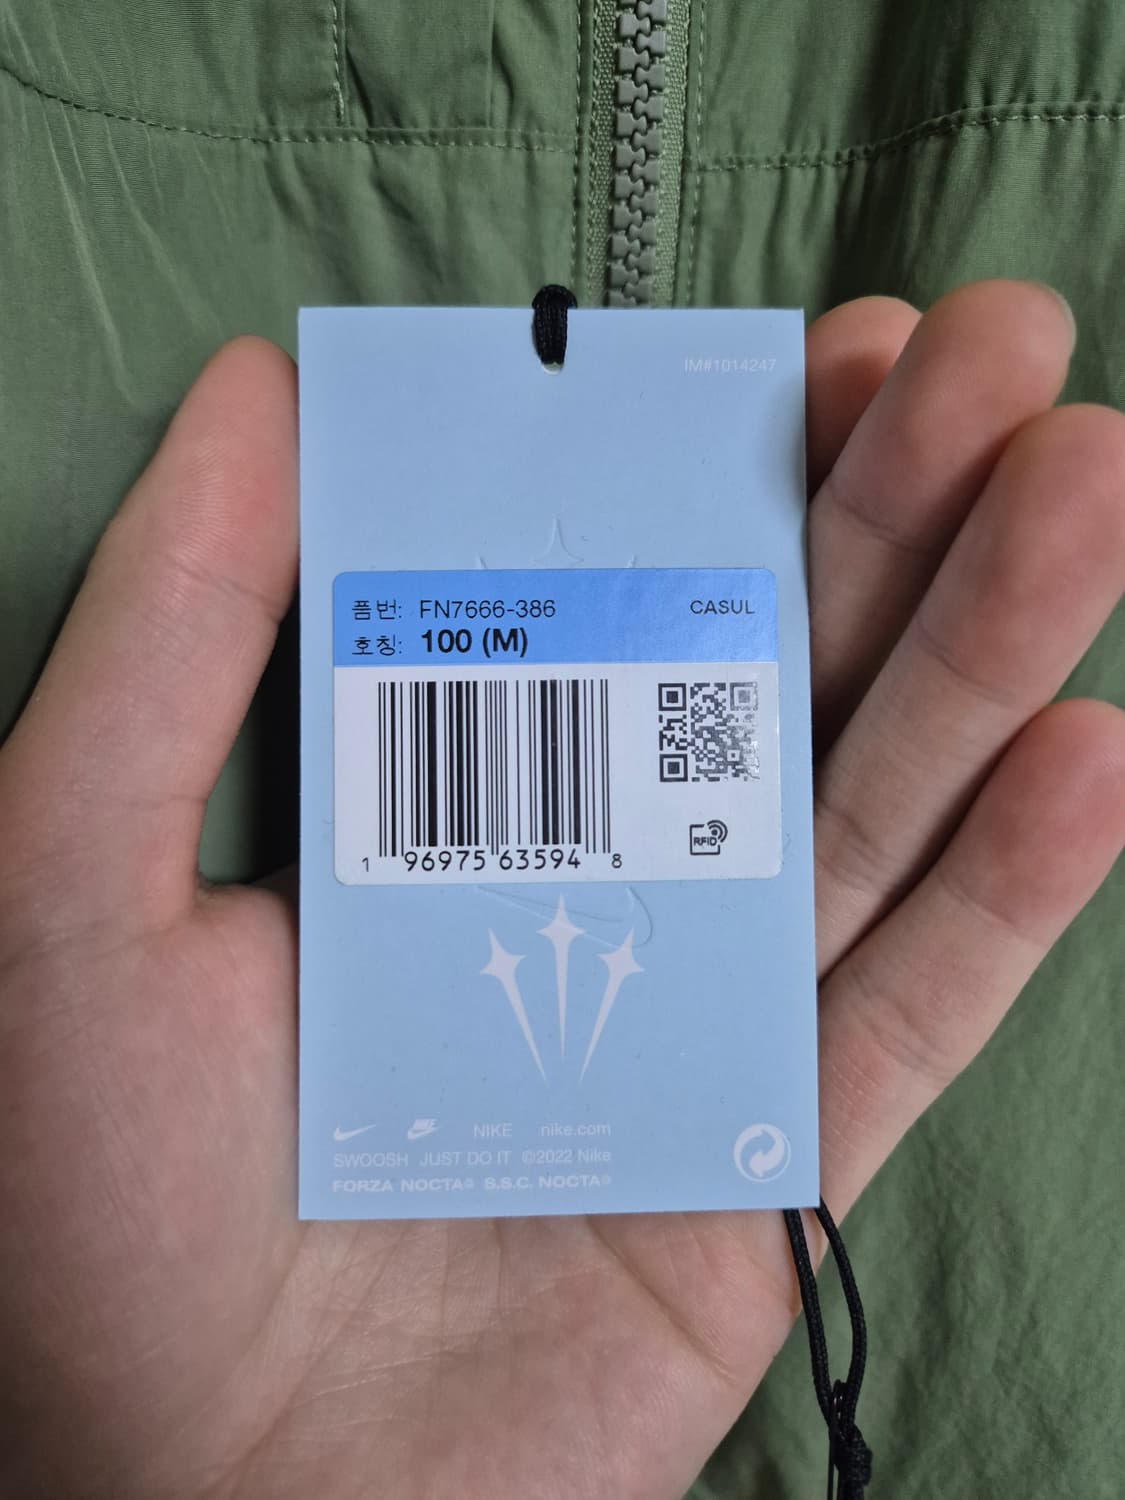 IM#1014247
품번: FN7666-386 CASUL
호칭: 100 (M)
RFID
1 96975 63594 8
NIKE nike.com
SWOOSH JUST DO IT ©2022 Nike
FORZA NOCTA® S.S.C. NOCTA®